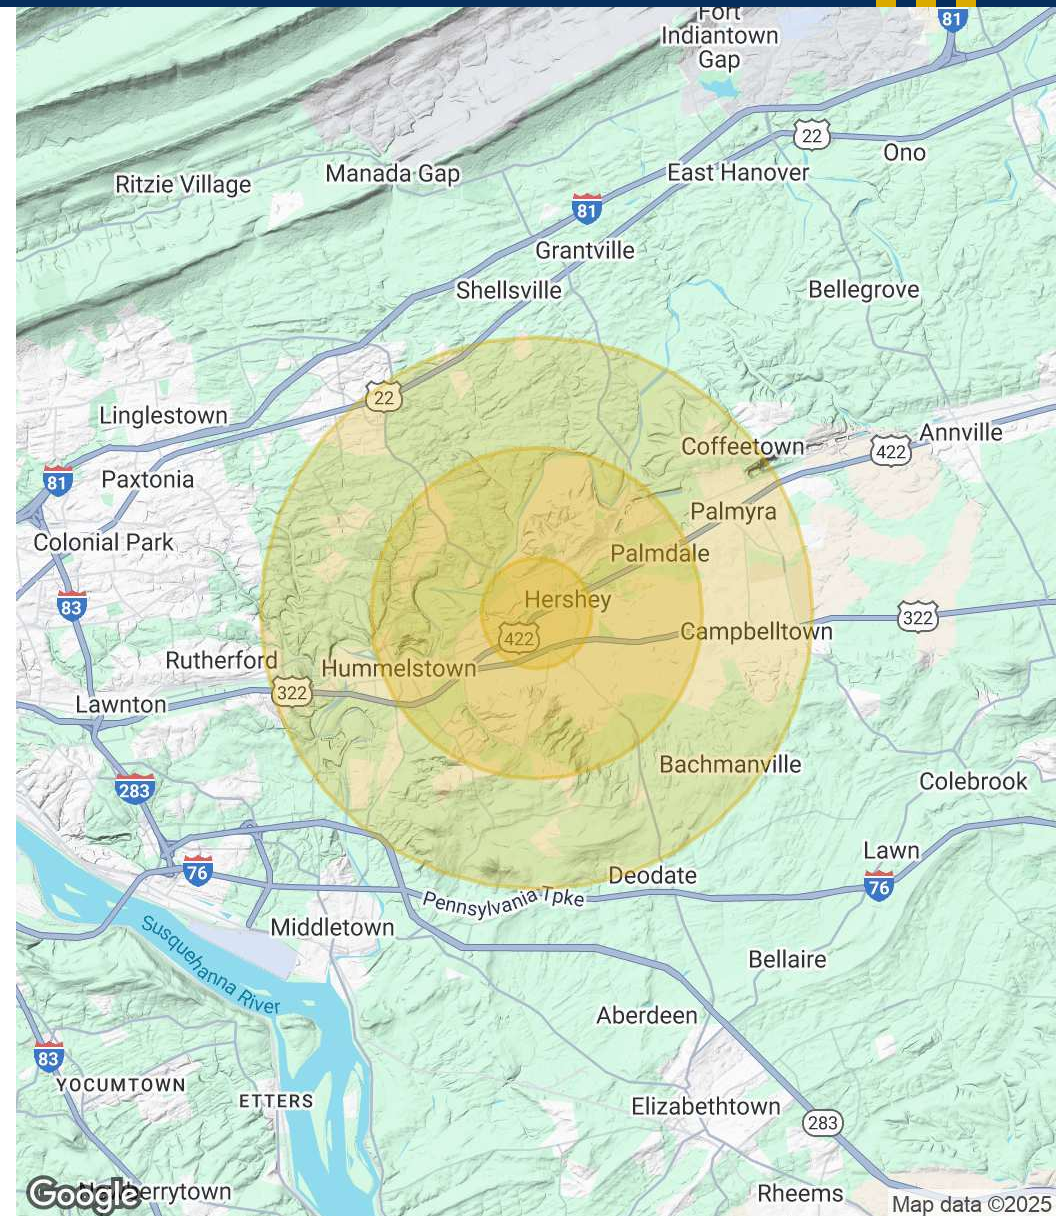 Fort
Indiantown
Gap
81
22
Ono
Manada Gap
East Hanover
Ritzie Village
81
Grantville
Shellsville
Bellegrove
22
Linglestown
Annville
Coffeetown
422
81
Paxtonia
Palmyra
Colonial Park
Palmdale
83
Hershey
322
Campbelltown
422
Rutherford
Hummelstown
322
Lawnton
Bachmanville
Colebrook
283
Lawn
76
Deodate
76
Pennsylvania Tpke
Middletown
Susquehanna River
Bellaire
Aberdeen
83
YOCUMTOWN
ETTERS
Elizabethtown
283
Google
Rheems
Map data ©2025